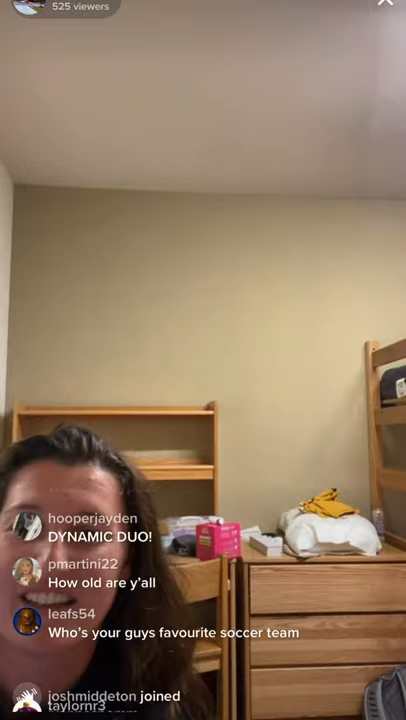 525 viewers
hooperjayden
DYNAMIC DUO!
pmartini22
How old are y'all
leafs54
Who's your guys favourite soccer team
joshmiddeton joined
taylornr3